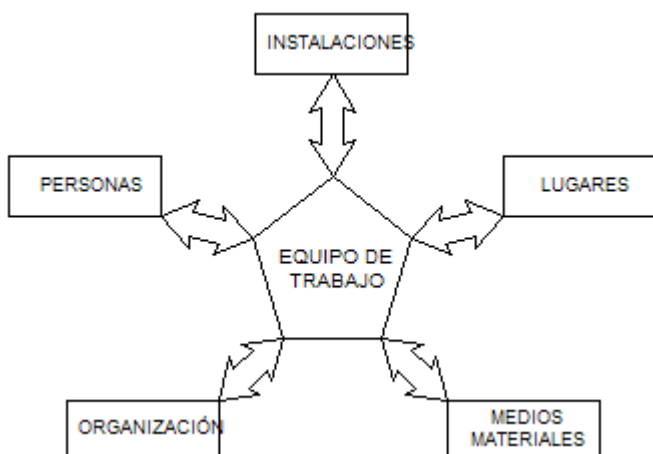 INSTALACIONES
PERSONAS
LUGARES
EQUIPO DE
TRABAJO
ORGANIZACIÓN
MEDIOS
MATERIALES